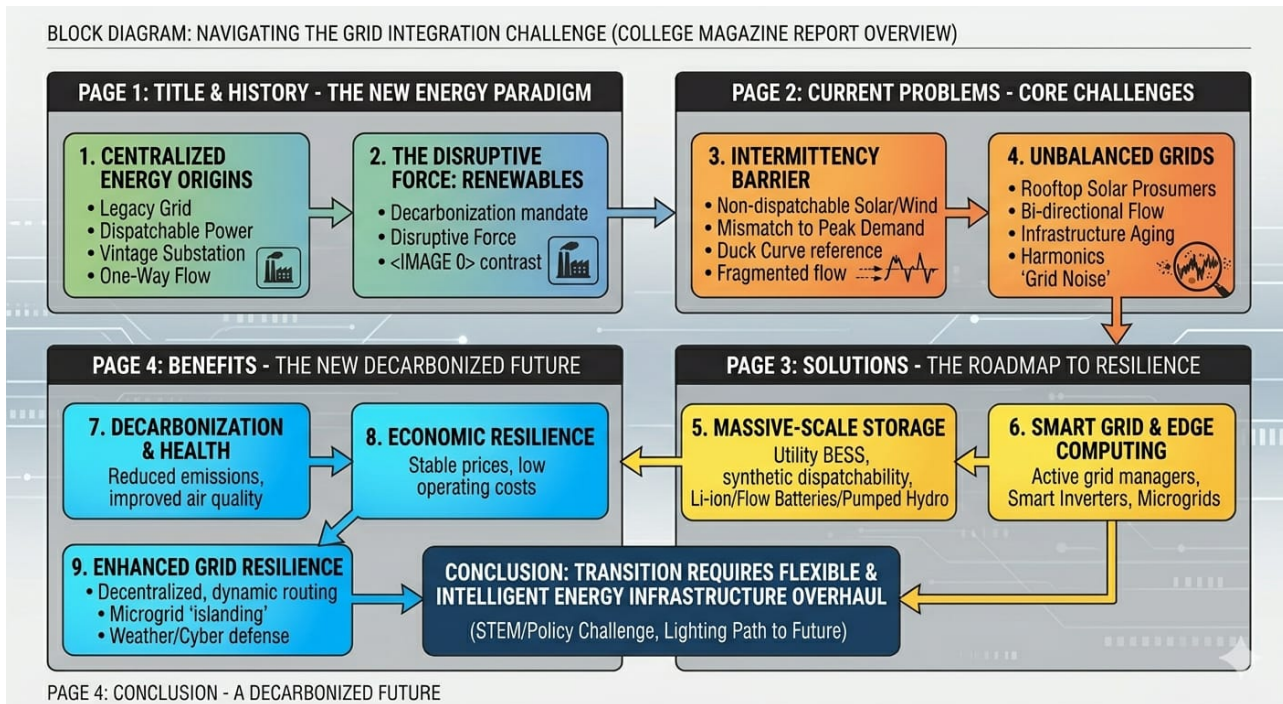 BLOCK DIAGRAM: NAVIGATING THE GRID INTEGRATION CHALLENGE (COLLEGE MAGAZINE REPORT OVERVIEW)
PAGE 1: TITLE & HISTORY - THE NEW ENERGY PARADIGM
1. CENTRALIZED
ENERGY ORIGINS
• Legacy Grid
• Dispatchable Power
• Vintage Substation
• One-Way Flow
2. THE DISRUPTIVE
FORCE: RENEWABLES
• Decarbonization mandate
• Disruptive Force
• <IMAGE 0> contrast
PAGE 2: CURRENT PROBLEMS - CORE CHALLENGES
3. INTERMITTENCY
BARRIER
• Non-dispatchable Solar/Wind
• Mismatch to Peak Demand
• Duck Curve reference
• Fragmented flow
4. UNBALANCED GRIDS
• Rooftop Solar Prosumers
• Bi-directional Flow
• Infrastructure Aging
• Harmonics
'Grid Noise'
PAGE 4: BENEFITS - THE NEW DECARBONIZED FUTURE
7. DECARBONIZATION
& HEALTH
Reduced emissions,
improved air quality
8. ECONOMIC RESILIENCE
Stable prices, low
operating costs
9. ENHANCED GRID RESILIENCE
• Decentralized, dynamic routing
• Microgrid 'islanding'
• Weather/Cyber defense
PAGE 3: SOLUTIONS - THE ROADMAP TO RESILIENCE
5. MASSIVE-SCALE STORAGE
Utility BESS,
synthetic dispatchability,
Li-ion/Flow Batteries/Pumped Hydro
6. SMART GRID & EDGE
COMPUTING
Active grid managers,
Smart Inverters, Microgrids
CONCLUSION: TRANSITION REQUIRES FLEXIBLE &
INTELLIGENT ENERGY INFRASTRUCTURE OVERHAUL
(STEM/Policy Challenge, Lighting Path to Future)
PAGE 4: CONCLUSION - A DECARBONIZED FUTURE